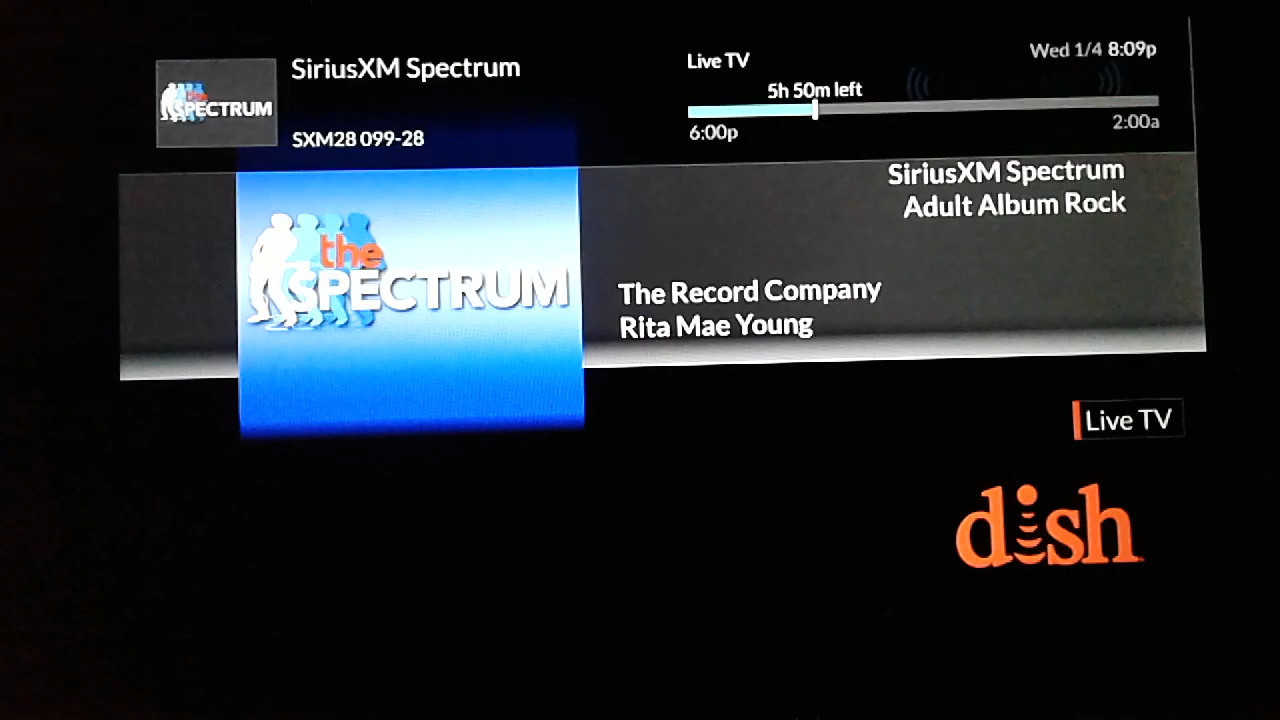 the
SPECTRUM
SiriusXM Spectrum
SXM28 099-28
Live TV
Wed 1/4 8:09p
5h 50m left
6:00p
2:00a
SiriusXM Spectrum
Adult Album Rock
the
SPECTRUM
The Record Company
Rita Mae Young
Live TV
dish